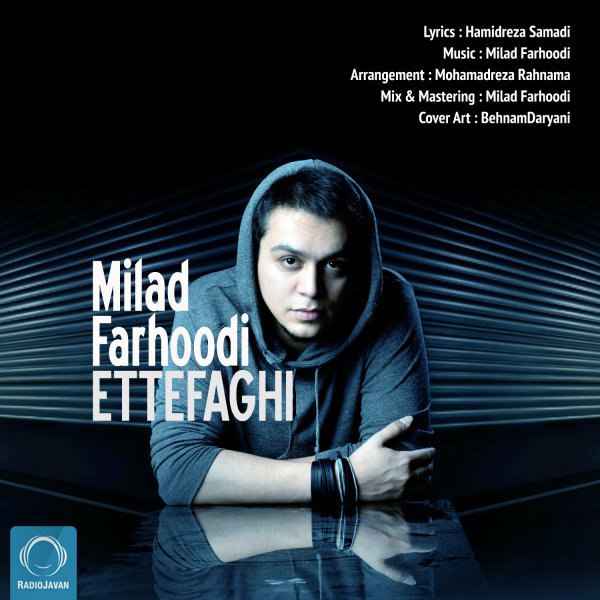 Lyrics : Hamidreza Samadi
Music : Milad Farhoodi
Arrangement : Mohamadreza Rahnama
Mix & Mastering : Milad Farhoodi
Cover Art : BehnamDaryani
Milad
Farhoodi
ETTEFAGHI
RADIOJAVAN